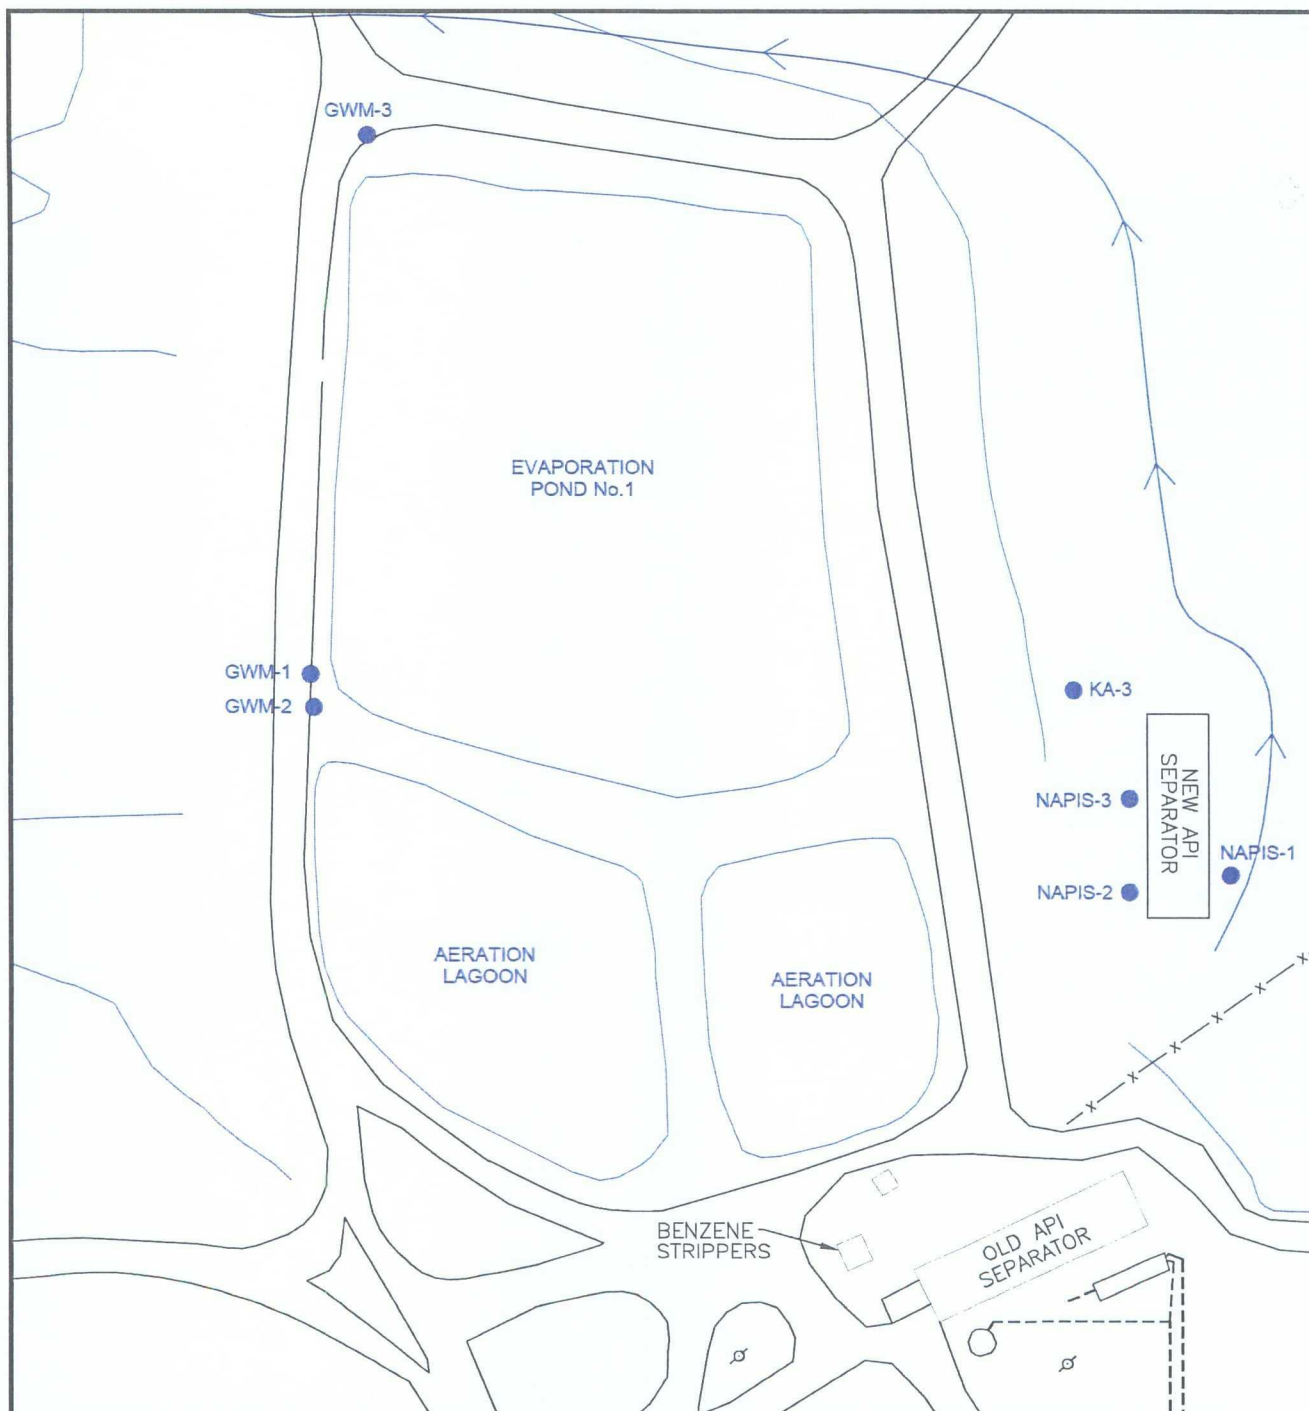 GWM-3
EVAPORATION
POND No.1
GWM-1
GWM-2
KA-3
NEW API
SEPARATOR
NAPIS-3
NAPIS-1
NAPIS-2
AERATION
LAGOON
AERATION
LAGOON
x
x
x
x
x
x
BENZENE
STRIPPERS
OLD API
SEPARATOR